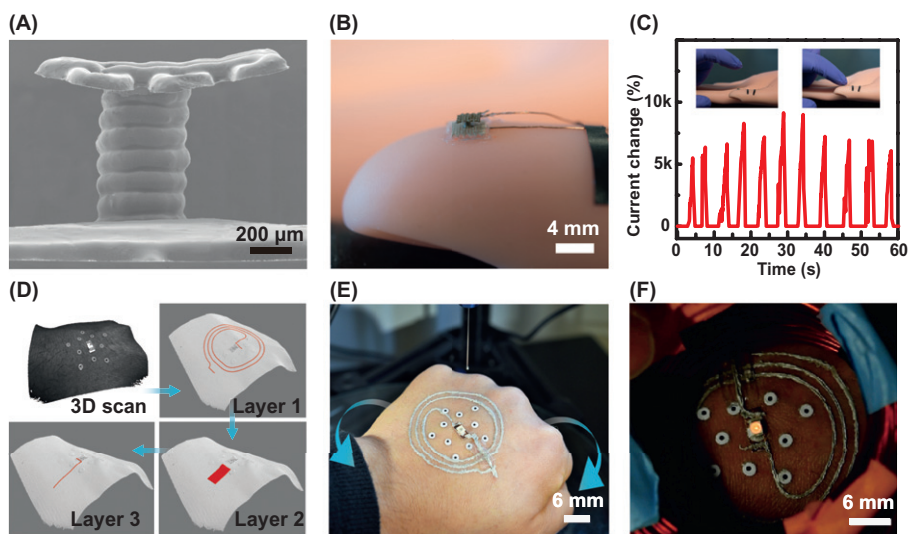 (A)
200 µm
(B)
4 mm
(C)
Current change (%)
10k
5k
0
0 10 20 30 40 50 60
Time (s)
(D)
3D scan
Layer 1
Layer 3
Layer 2
(E)
6 mm
(F)
6 mm